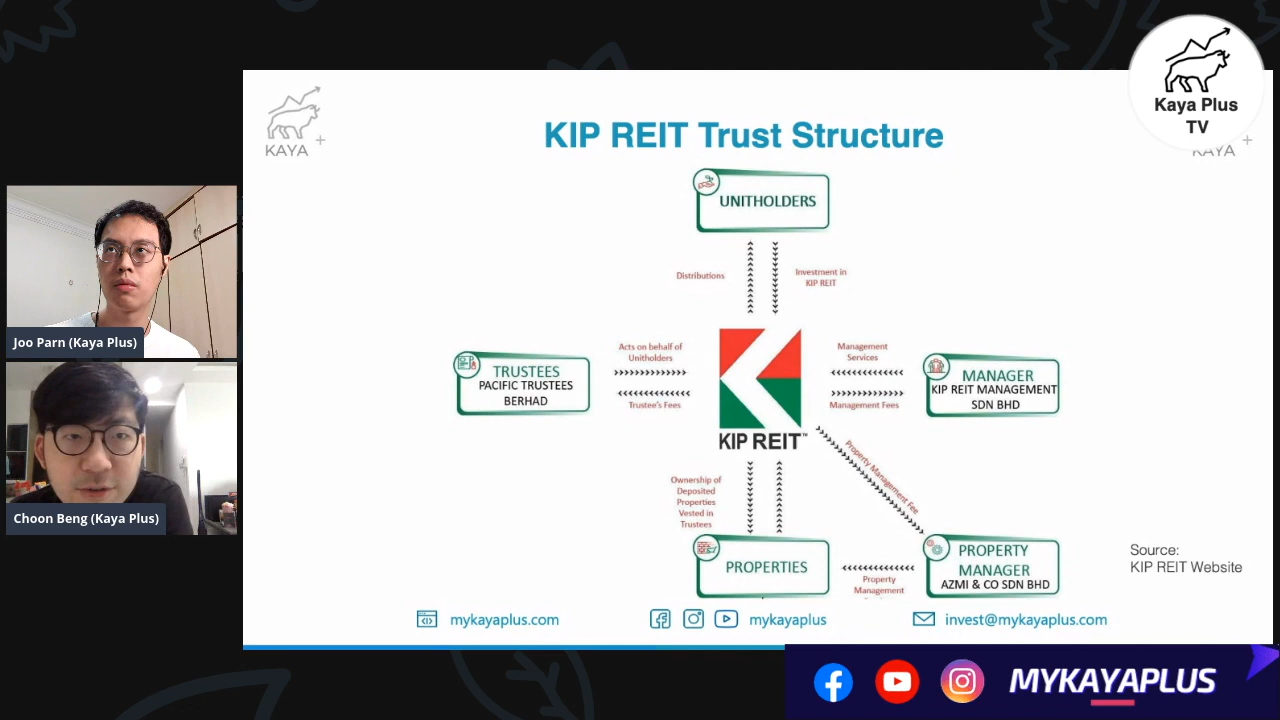 Kaya Plus
TV
KAYA
KAYA
KIP REIT Trust Structure
UNITHOLDERS
Distributions
Investment in
KIP REIT
Acts on behalf of
Unitholders
Trustee's Fees
TRUSTEES
PACIFIC TRUSTEES
BERHAD
Management
Services
Management Fees
MANAGER
KIP REIT MANAGEMENT
SDN BHD
KIP REIT™
Property Management Fee
Ownership of
Deposited
Properties
Vested in
Trustees
PROPERTIES
Property
Management
PROPERTY
MANAGER
AZMI & CO SDN BHD
Source:
KIP REIT Website
Joo Parn (Kaya Plus)
Choon Beng (Kaya Plus)
mykayaplus.com
mykayaplus
invest@mykayaplus.com
MYKAYAPLUS